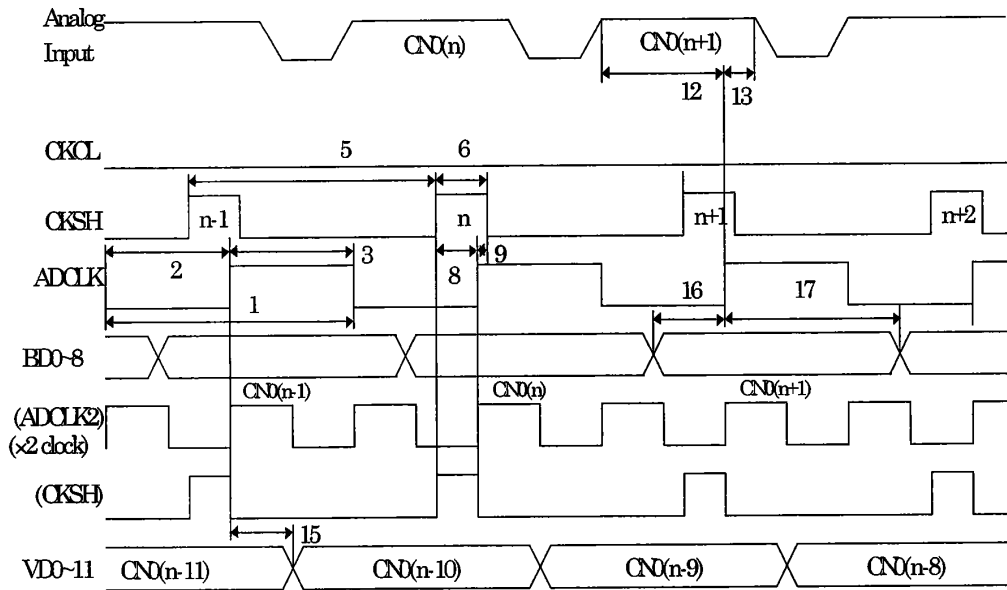 Analog
Input
CN0(n)
CN0(n+1)
12
13
CKCL
5
6
CKSH
n-1
n
n+1
n+2
ADCLK
2
3
8
9
16
17
1
BD0~8
CN0(n-1)
CN0(n)
CN0(n+1)
(ADCLK2)
(×2 clock)
(CKSH)
15
VD0~11
CN0(n-11)
CN0(n-10)
CN0(n-9)
CN0(n-8)